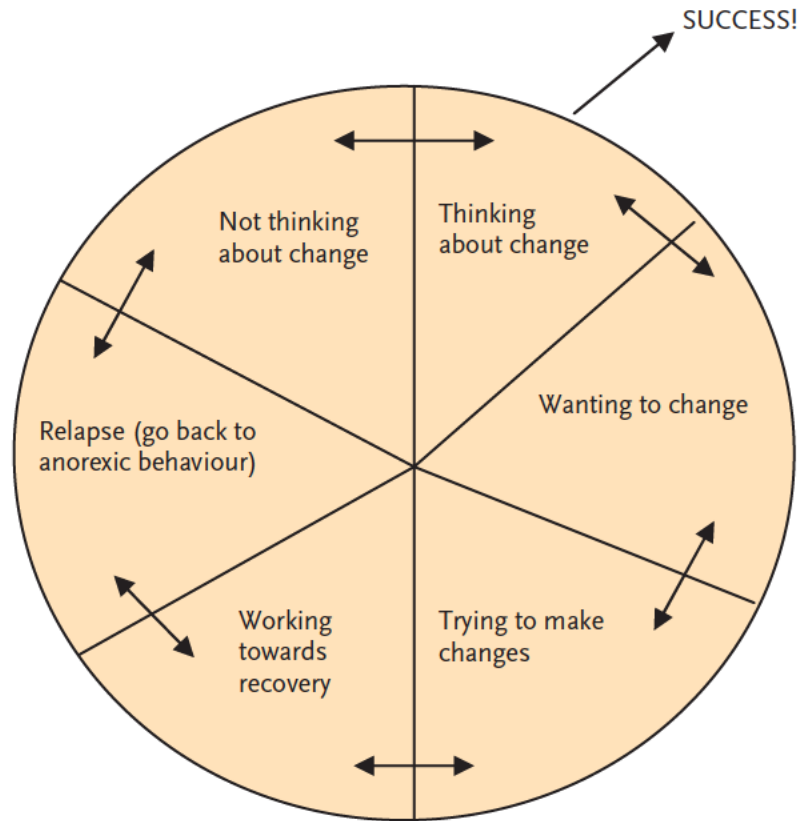 SUCCESS!
Not thinking
about change
Thinking
about change
Wanting to change
Relapse (go back to
anorexic behaviour)
Working
towards
recovery
Trying to make
changes